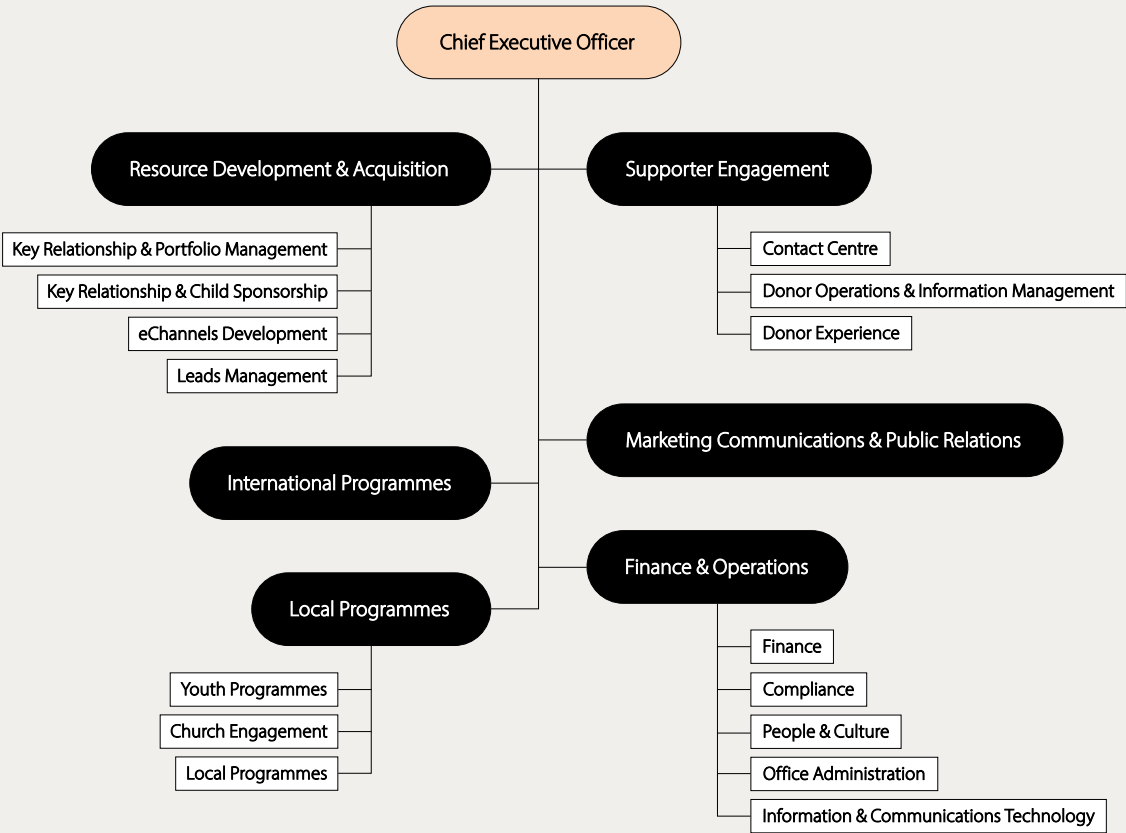 Chief Executive Officer
Resource Development & Acquisition
Key Relationship & Portfolio Management
Key Relationship & Child Sponsorship
eChannels Development
Leads Management
Supporter Engagement
Contact Centre
Donor Operations & Information Management
Donor Experience
Marketing Communications & Public Relations
International Programmes
Finance & Operations
Finance
Compliance
People & Culture
Office Administration
Information & Communications Technology
Local Programmes
Youth Programmes
Church Engagement
Local Programmes